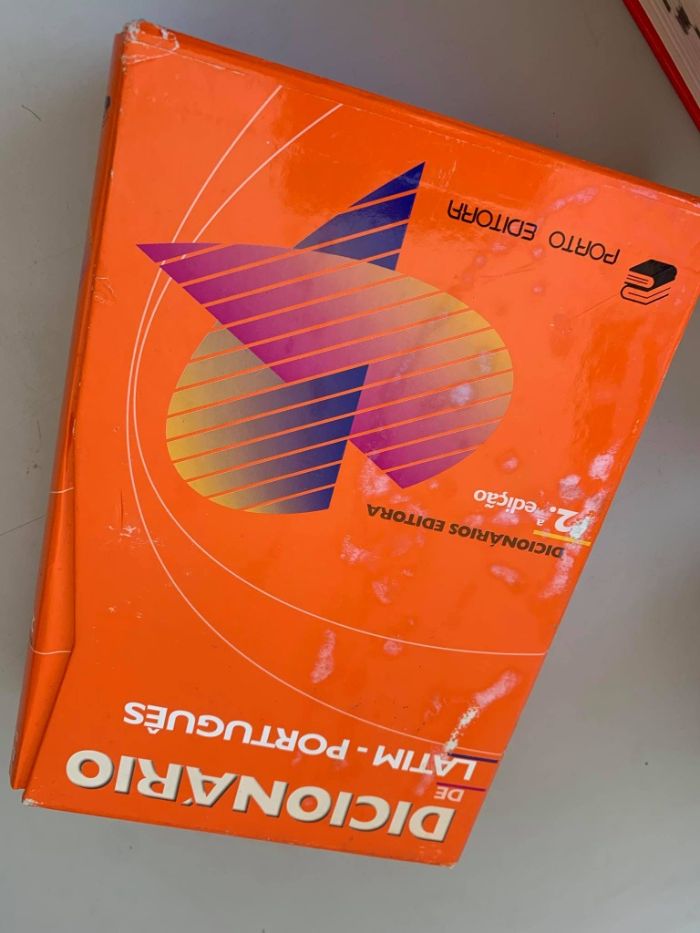 DICIONÁRIO
DE
LATIM - PORTUGUÊS
DICIONÁRIOS EDITORA
2.ª edição
PORTO EDITORA